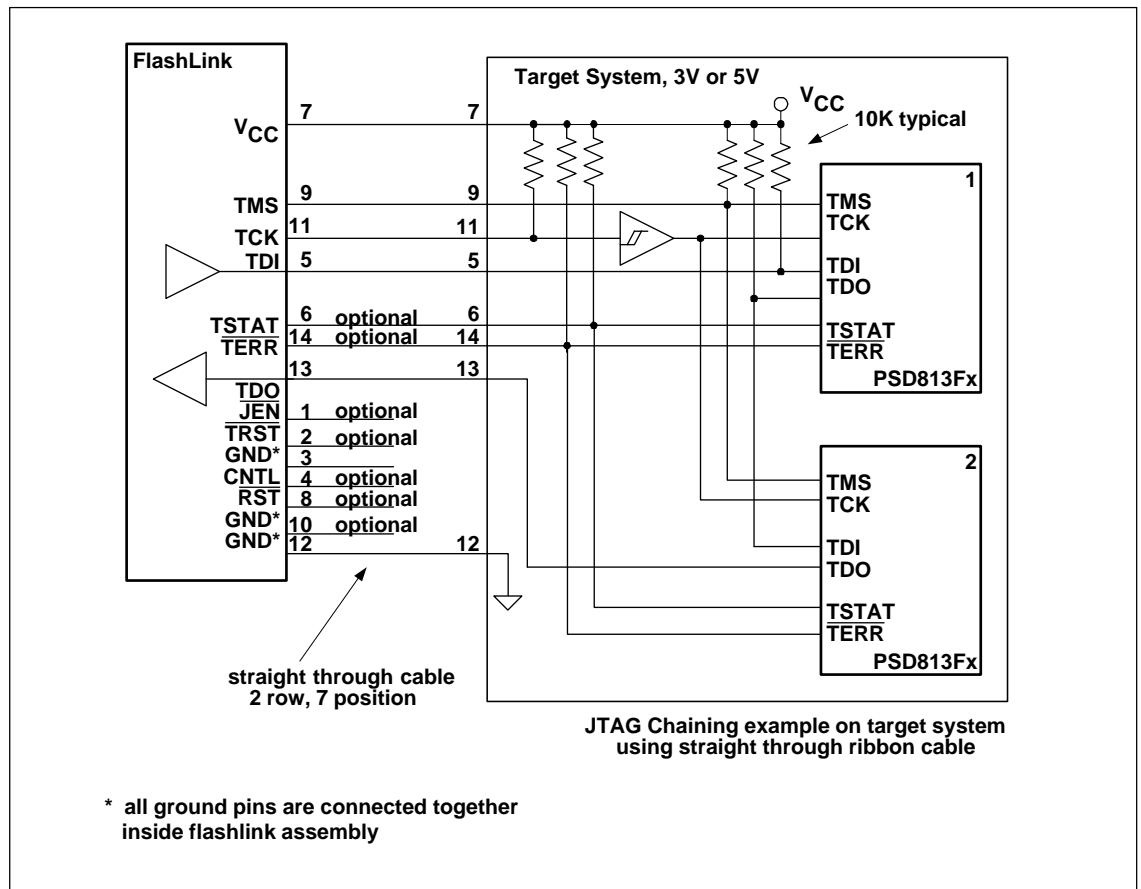 FlashLink
Target System, 3V or 5V
VCC
10K typical
VCC 7 7
TMS 9 9
TCK 11 11
TDI 5 5
TSTAT 6 optional 6
TERR 14 optional 14
TDO 13 13
JEN 1 optional
TRST 2 optional
GND* 3
CNTL 4 optional
RST 8 optional
GND* 10 optional
GND* 12 12
1
TMS
TCK
TDI
TDO
TSTAT
TERR
PSD813Fx
2
TMS
TCK
TDI
TDO
TSTAT
TERR
PSD813Fx
straight through cable
2 row, 7 position
JTAG Chaining example on target system
using straight through ribbon cable
* all ground pins are connected together
inside flashlink assembly